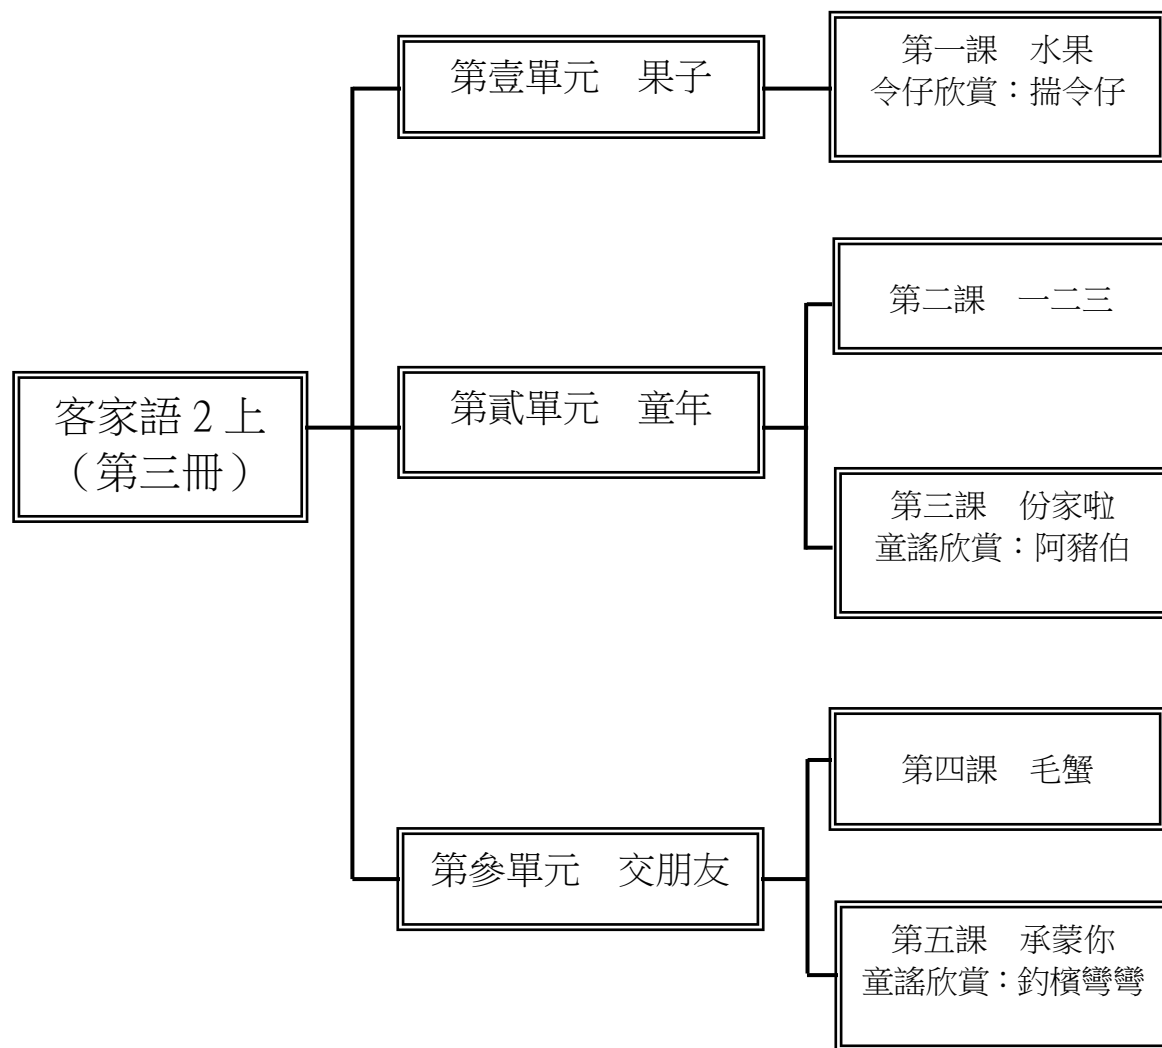 客家語 2 上
（第三冊）
第壹單元　果子
第一課　水果
令仔欣賞：揣令仔
第貳單元　童年
第二課　一二三
第三課　份家啦
童謠欣賞：阿豬伯
第參單元　交朋友
第四課　毛蟹
第五課　承蒙你
童謠欣賞：釣檳彎彎